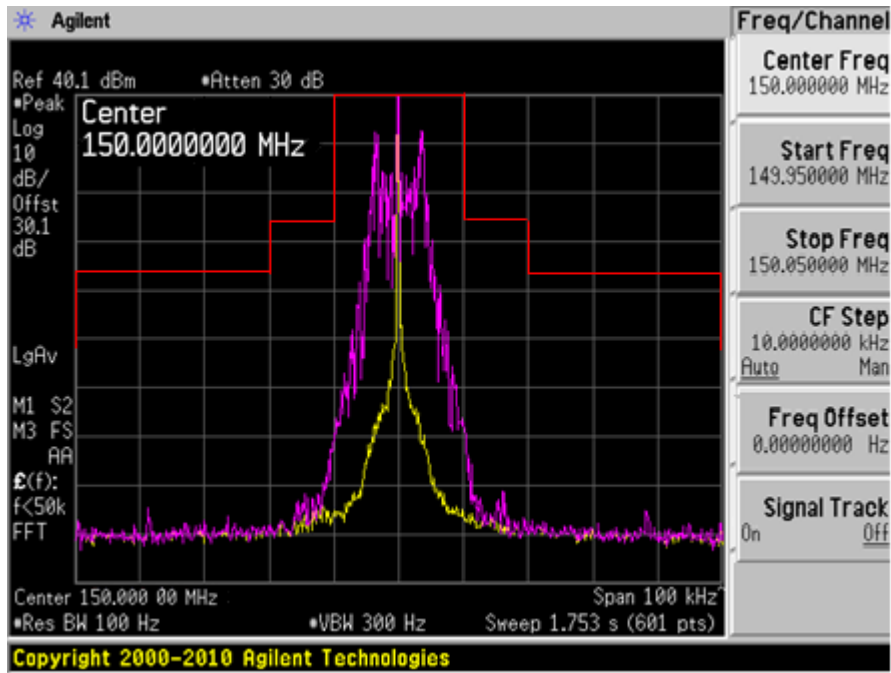 Agilent
Freq/Channel
Ref 40.1 dBm *Atten 30 dB
*Peak
Log
10
dB/
Offst
30.1
dB
Center
150.0000000 MHz
LgAv
M1 S2
M3 FS
AA
£(f):
f<50k
FFT
Center 150.000 00 MHz
Span 100 kHz^
*Res BW 100 Hz
*VBW 300 Hz
Sweep 1.753 s (601 pts)
Copyright 2000-2010 Agilent Technologies
Center Freq
150.000000 MHz
Start Freq
149.950000 MHz
Stop Freq
150.050000 MHz
CF Step
10.0000000 kHz
Auto Man
Freq Offset
0.00000000 Hz
Signal Track
On Off